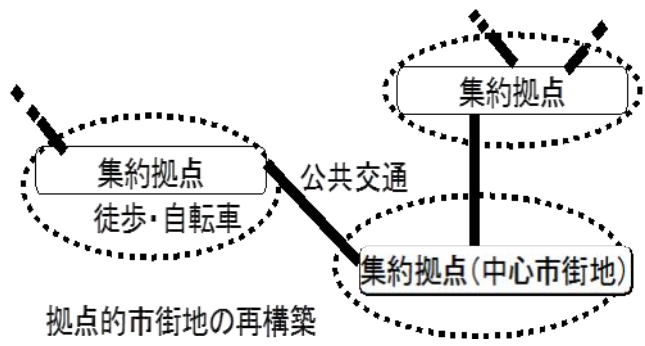 集約拠点
集約拠点
公共交通
徒歩・自転車
集約拠点(中心市街地)
拠点的市街地の再構築